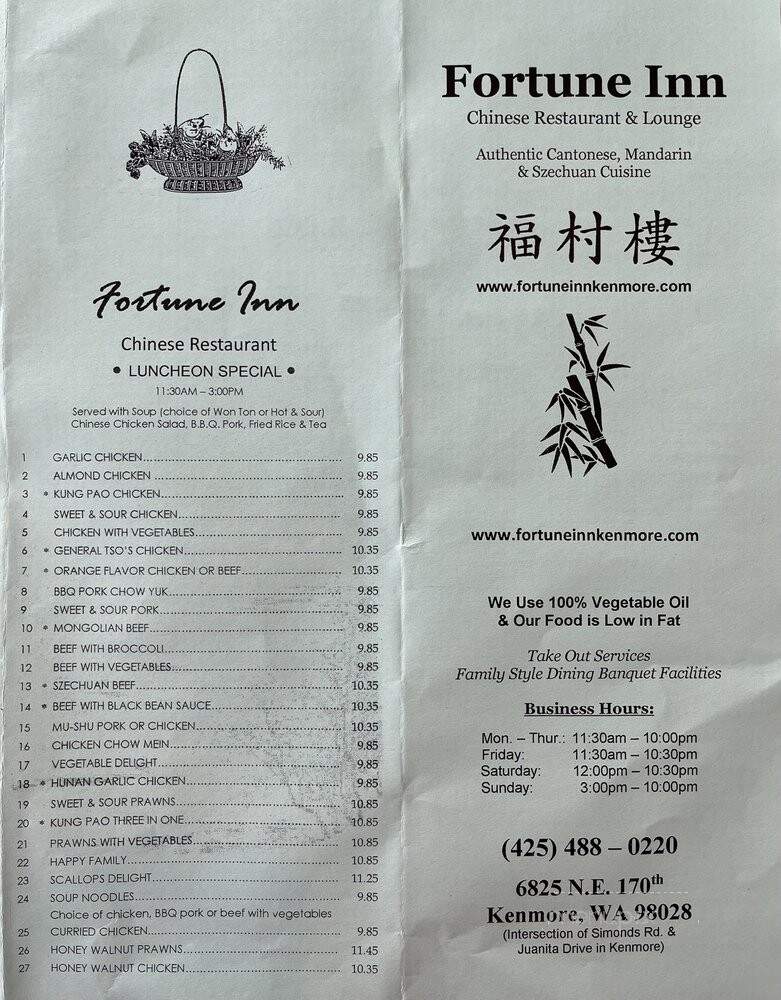 Fortune Inn
Chinese Restaurant
• LUNCHEON SPECIAL •
11:30AM – 3:00PM
Served with Soup (choice of Won Ton or Hot & Sour)
Chinese Chicken Salad, B.B.Q. Pork, Fried Rice & Tea
1 GARLIC CHICKEN 9.85
2 ALMOND CHICKEN 9.85
3 * KUNG PAO CHICKEN 9.85
4 SWEET & SOUR CHICKEN 9.85
5 CHICKEN WITH VEGETABLES 9.85
6 * GENERAL TSO'S CHICKEN 10.35
7 * ORANGE FLAVOR CHICKEN OR BEEF 10.35
8 BBQ PORK CHOW YUK 9.85
9 SWEET & SOUR PORK 9.85
10 * MONGOLIAN BEEF 9.85
11 BEEF WITH BROCCOLI 9.85
12 BEEF WITH VEGETABLES 9.85
13 * SZECHUAN BEEF 10.35
14 * BEEF WITH BLACK BEAN SAUCE 10.35
15 MU-SHU PORK OR CHICKEN 10.35
16 CHICKEN CHOW MEIN 9.85
17 VEGETABLE DELIGHT 9.85
18 * HUNAN GARLIC CHICKEN 9.85
19 SWEET & SOUR PRAWNS 10.85
20 * KUNG PAO THREE IN ONE 10.85
21 PRAWNS WITH VEGETABLES 10.85
22 HAPPY FAMILY 10.85
23 SCALLOPS DELIGHT 11.25
24 SOUP NOODLES 9.85
Choice of chicken, BBQ pork or beef with vegetables
25 CURRIED CHICKEN 9.85
26 HONEY WALNUT PRAWNS 11.45
27 HONEY WALNUT CHICKEN 10.35
Fortune Inn
Chinese Restaurant & Lounge
Authentic Cantonese, Mandarin
& Szechuan Cuisine
福村樓
www.fortuneinnkenmore.com
www.fortuneinnkenmore.com
We Use 100% Vegetable Oil
& Our Food is Low in Fat
Take Out Services
Family Style Dining Banquet Facilities
Business Hours:
Mon. – Thur.: 11:30am – 10:00pm
Friday: 11:30am – 10:30pm
Saturday: 12:00pm – 10:30pm
Sunday: 3:00pm – 10:00pm
(425) 488 – 0220
6825 N.E. 170th
Kenmore, WA 98028
(Intersection of Simonds Rd. &
Juanita Drive in Kenmore)